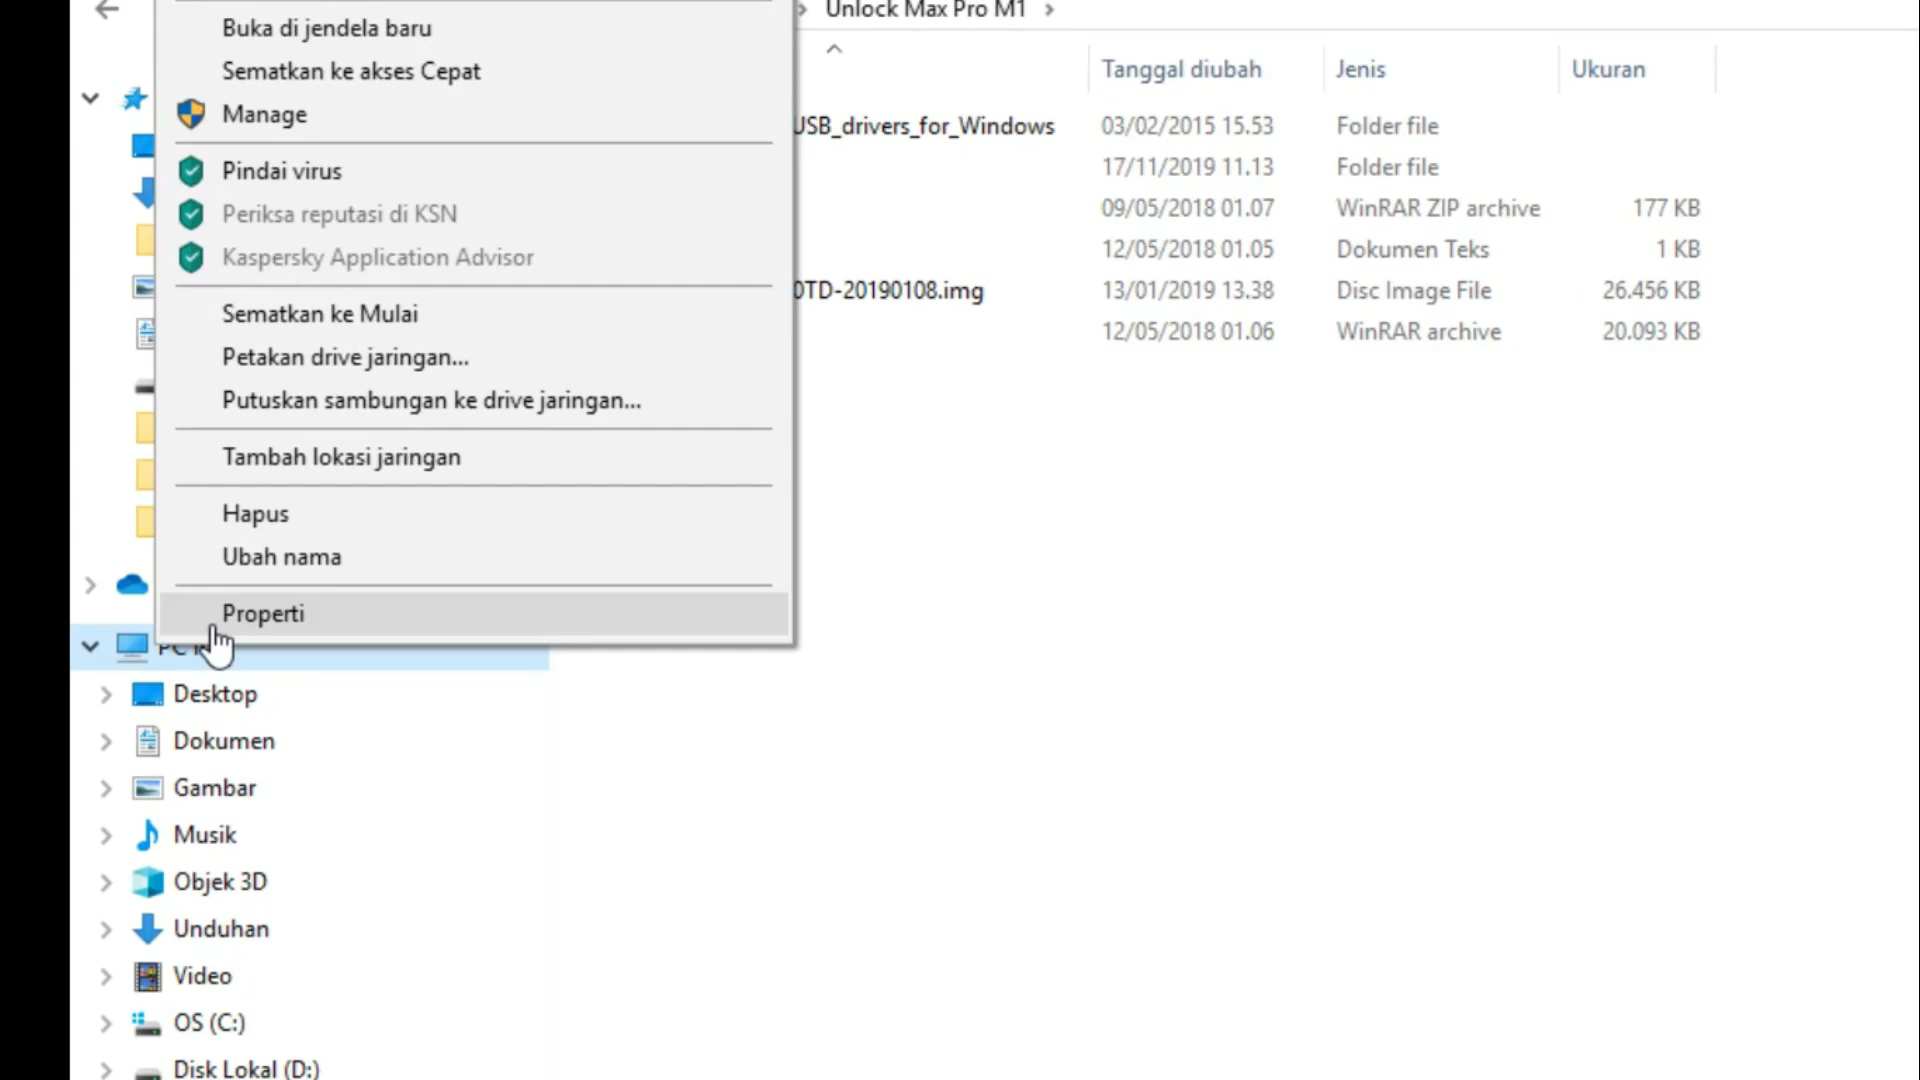 Unlock Max Pro M1
Buka di jendela baru
Sematkan ke akses Cepat
Manage
Pindai virus
Periksa reputasi di KSN
Kaspersky Application Advisor
Sematkan ke Mulai
Petakan drive jaringan...
Putuskan sambungan ke drive jaringan...
Tambah lokasi jaringan
Hapus
Ubah nama
Properti
Tanggal diubah Jenis Ukuran
USB_drivers_for_Windows 03/02/2015 15.53 Folder file
17/11/2019 11.13 Folder file
09/05/2018 01.07 WinRAR ZIP archive 177 KB
12/05/2018 01.05 Dokumen Teks 1 KB
0TD-20190108.img 13/01/2019 13.38 Disc Image File 26.456 KB
12/05/2018 01.06 WinRAR archive 20.093 KB
PC
Desktop
Dokumen
Gambar
Musik
Objek 3D
Unduhan
Video
OS (C:)
Disk Lokal (D:)